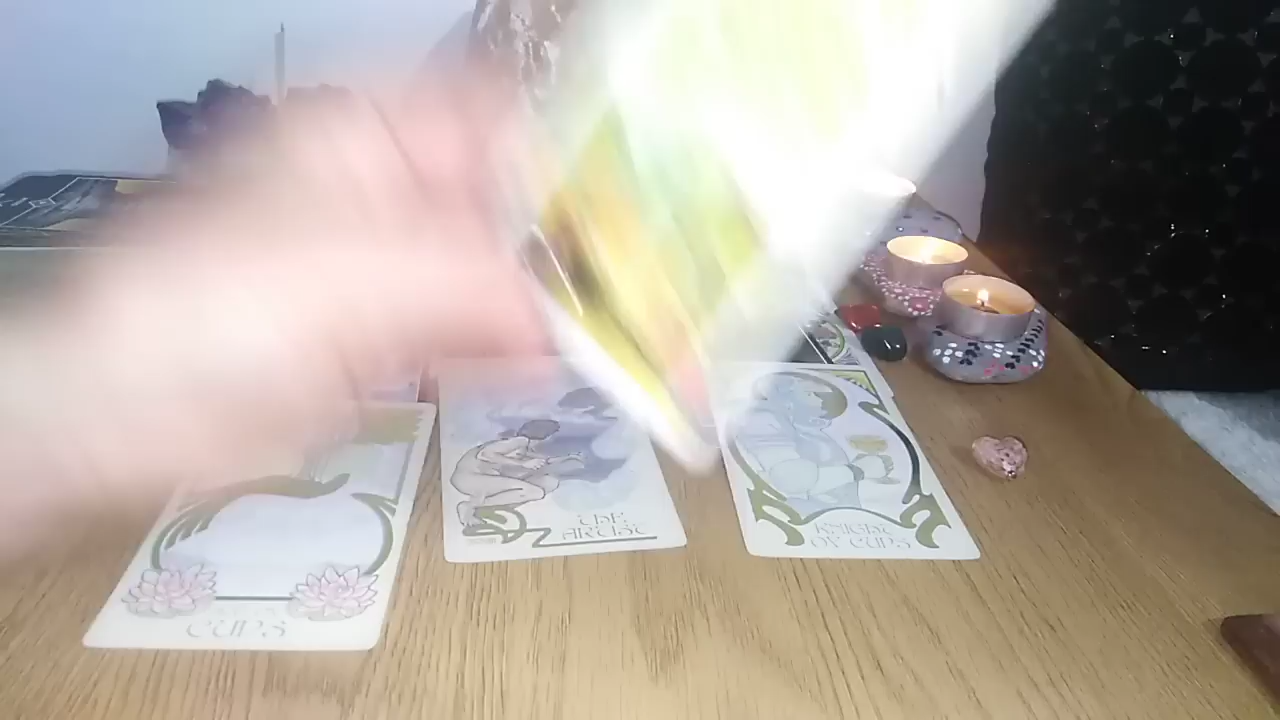 CUPS
THE
ARTIST
KNIGHT
OF CUPS